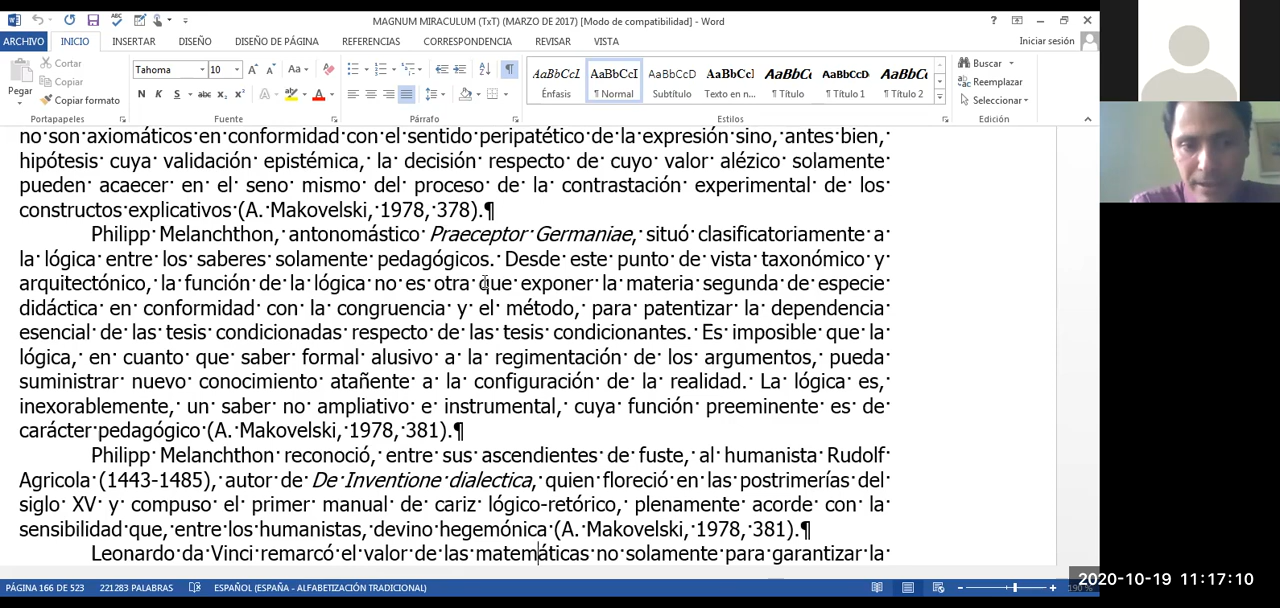 MAGNUM MIRACULUM (TxT) (MARZO DE 2017) [Modo de compatibilidad] - Word
ARCHIVO INICIO INSERTAR DISEÑO DISEÑO DE PÁGINA REFERENCIAS CORRESPONDENCIA REVISAR VISTA Iniciar sesión
Pegar Cortar Copiar Copiar formato
Portapapeles
Tahoma 10
Fuente
Párrafo
AaBbCcI Énfasis
AaBbCcI ¶ Normal
AaBbCcD Subtítulo
AaBbCc Texto en n...
AaBbC ¶ Título
AaBbCcD ¶ Título 1
AaBbC ¶ Título 2
Estilos
Buscar Reemplazar Seleccionar
Edición
no son axiomáticos en conformidad con el sentido peripatético de la expresión sino, antes bien,
hipótesis cuya validación epistémica, la decisión respecto de cuyo valor alézico solamente
pueden acaecer en el seno mismo del proceso de la contrastación experimental de los
constructos explicativos (A. Makovelski, 1978, 378).¶
Philipp Melanchthon, antonomástico Praeceptor Germaniae, situó clasificatoriamente a
la lógica entre los saberes solamente pedagógicos. Desde este punto de vista taxonómico y
arquitectónico, la función de la lógica no es otra que exponer la materia segunda de especie
didáctica en conformidad con la congruencia y el método, para patentizar la dependencia
esencial de las tesis condicionadas respecto de las tesis condicionantes. Es imposible que la
lógica, en cuanto que saber formal alusivo a la regimentación de los argumentos, pueda
suministrar nuevo conocimiento atañente a la configuración de la realidad. La lógica es,
inexorablemente, un saber no ampliativo e instrumental, cuya función preeminente es de
carácter pedagógico (A. Makovelski, 1978, 381).¶
Philipp Melanchthon reconoció, entre sus ascendientes de fuste, al humanista Rudolf
Agricola (1443-1485), autor de De Inventione dialectica, quien floreció en las postrimerías del
siglo XV y compuso el primer manual de cariz lógico-retórico, plenamente acorde con la
sensibilidad que, entre los humanistas, devino hegemónica (A. Makovelski, 1978, 381).¶
Leonardo da Vinci remarcó el valor de las matemáticas no solamente para garantizar la
PÁGINA 166 DE 523 221283 PALABRAS ESPAÑOL (ESPAÑA - ALFABETIZACIÓN TRADICIONAL) 190 %
2020-10-19 11:17:10